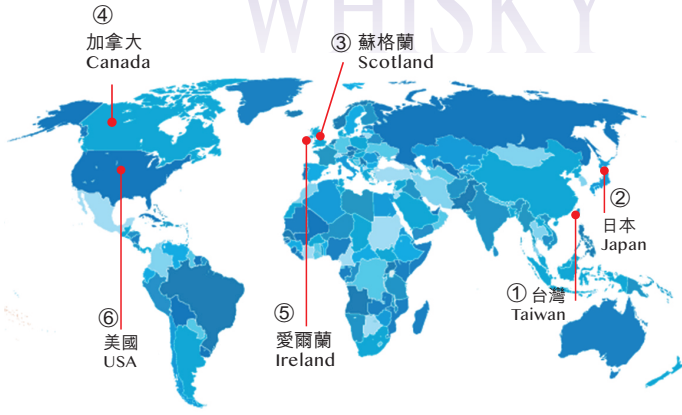 WHISKY
④
加拿大
Canada
③ 蘇格蘭
Scotland
②
日本
Japan
① 台灣
Taiwan
⑤
愛爾蘭
Ireland
⑥
美國
USA